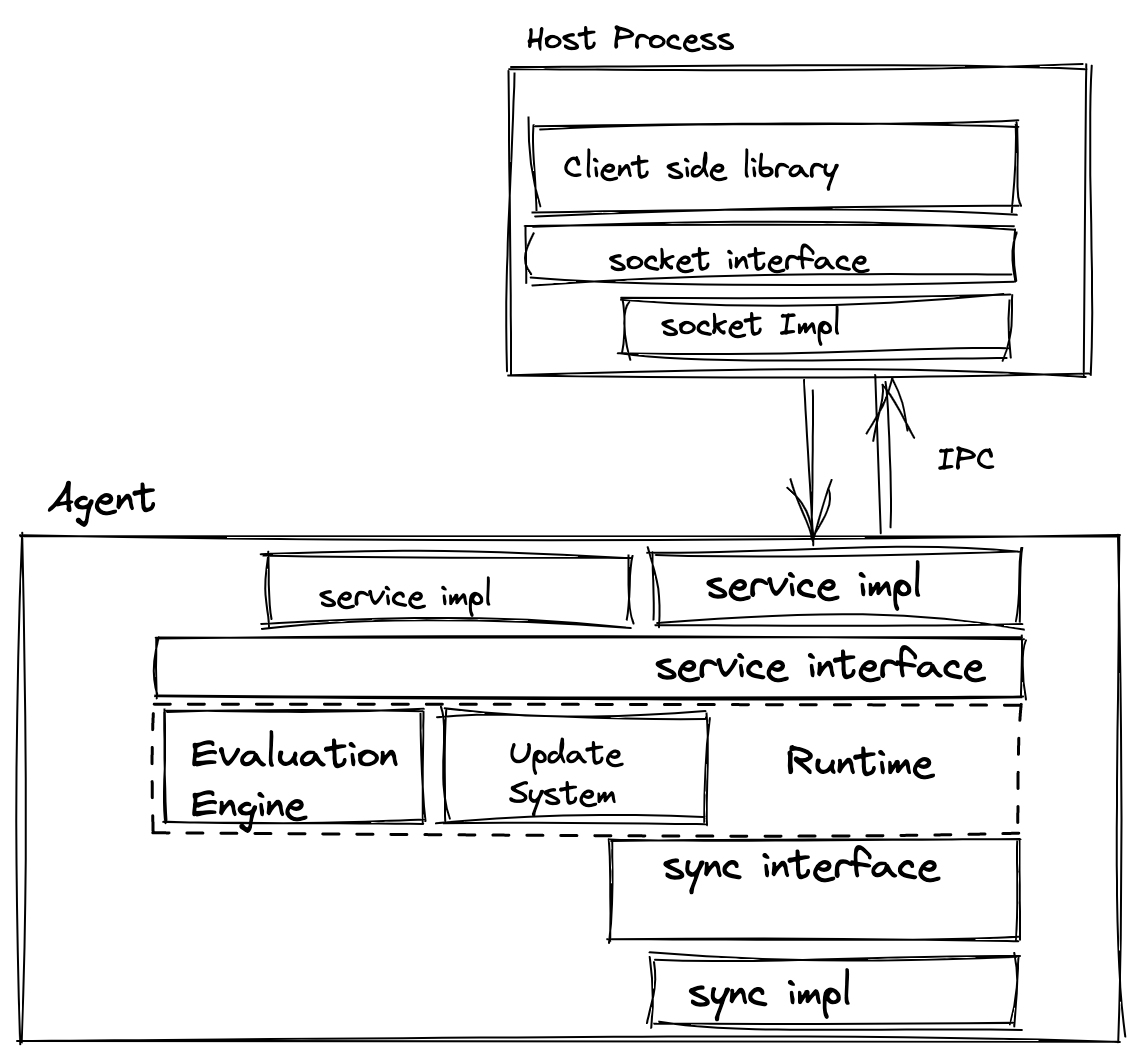 Host Process
Client side library
socket interface
socket Impl
IPC
Agent
service impl
service impl
service interface
Evaluation
Engine
Update
System
Runtime
sync interface
sync impl